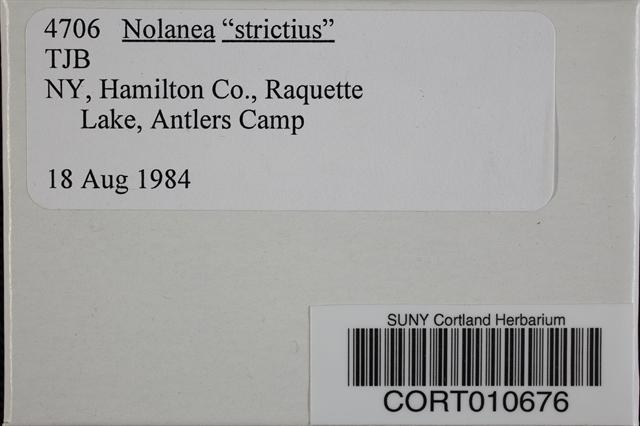 4706 Nolanea “strictius”
TJB
NY, Hamilton Co., Raquette
Lake, Antlers Camp
18 Aug 1984
SUNY Cortland Herbarium
CORT010676